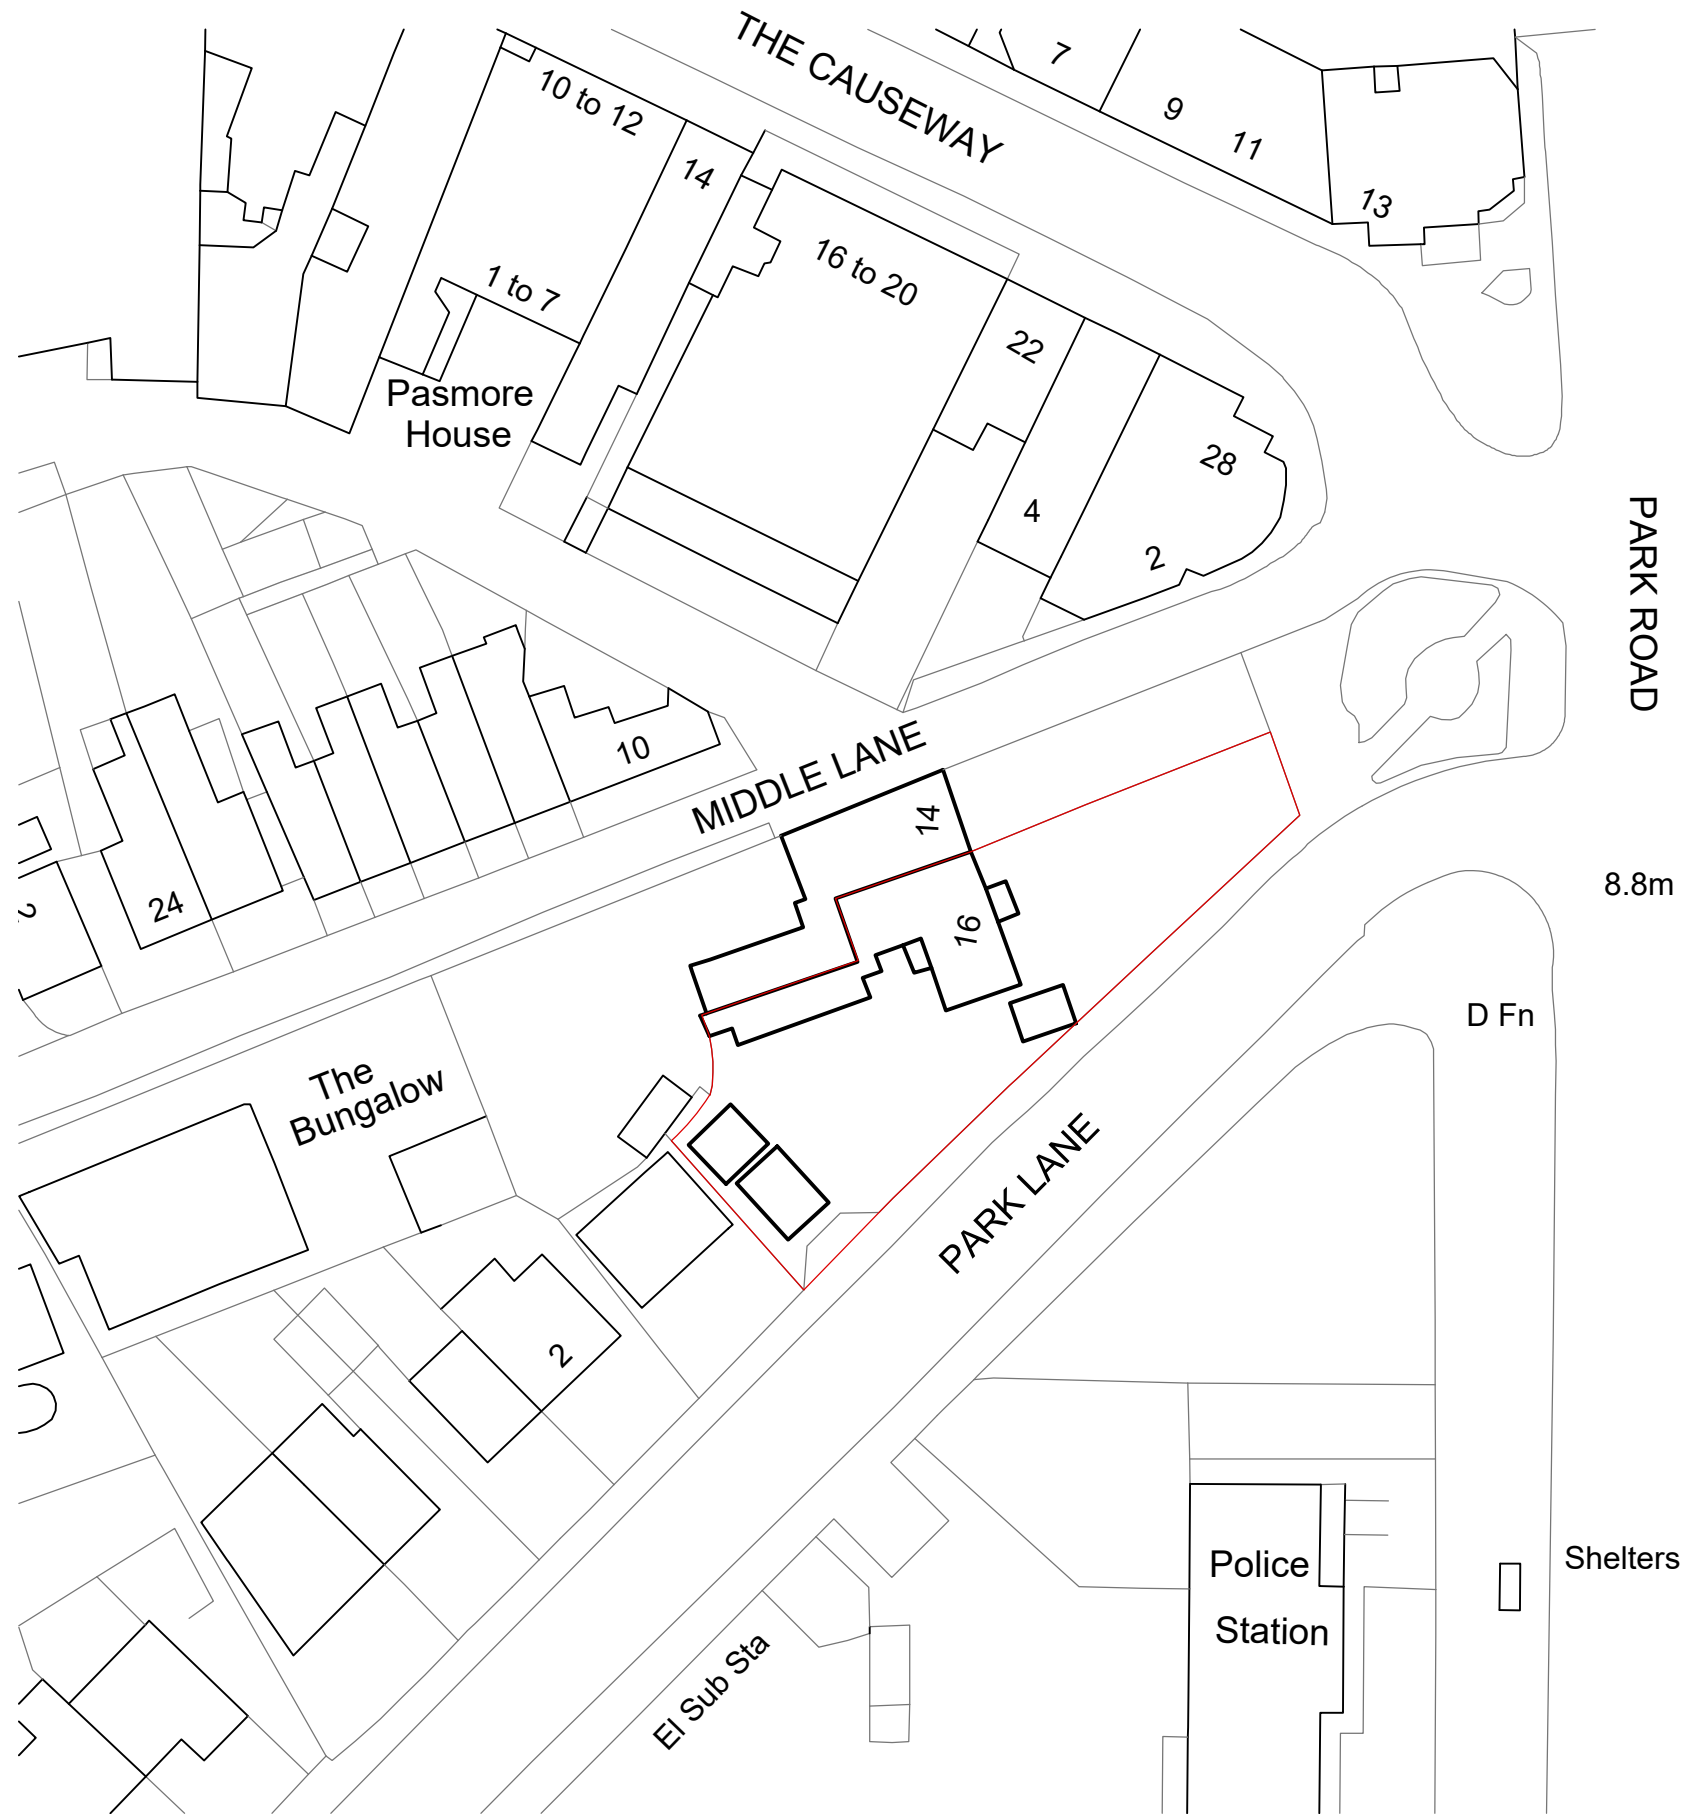 THE CAUSEWAY
7
9
11
13
10 to 12
14
16 to 20
1 to 7
22
Pasmore
House
28
4
2
PARK ROAD
10
MIDDLE LANE
14
24
2
16
8.8m
D Fn
The
Bungalow
PARK LANE
2
Police
Station
Shelters
El Sub Sta